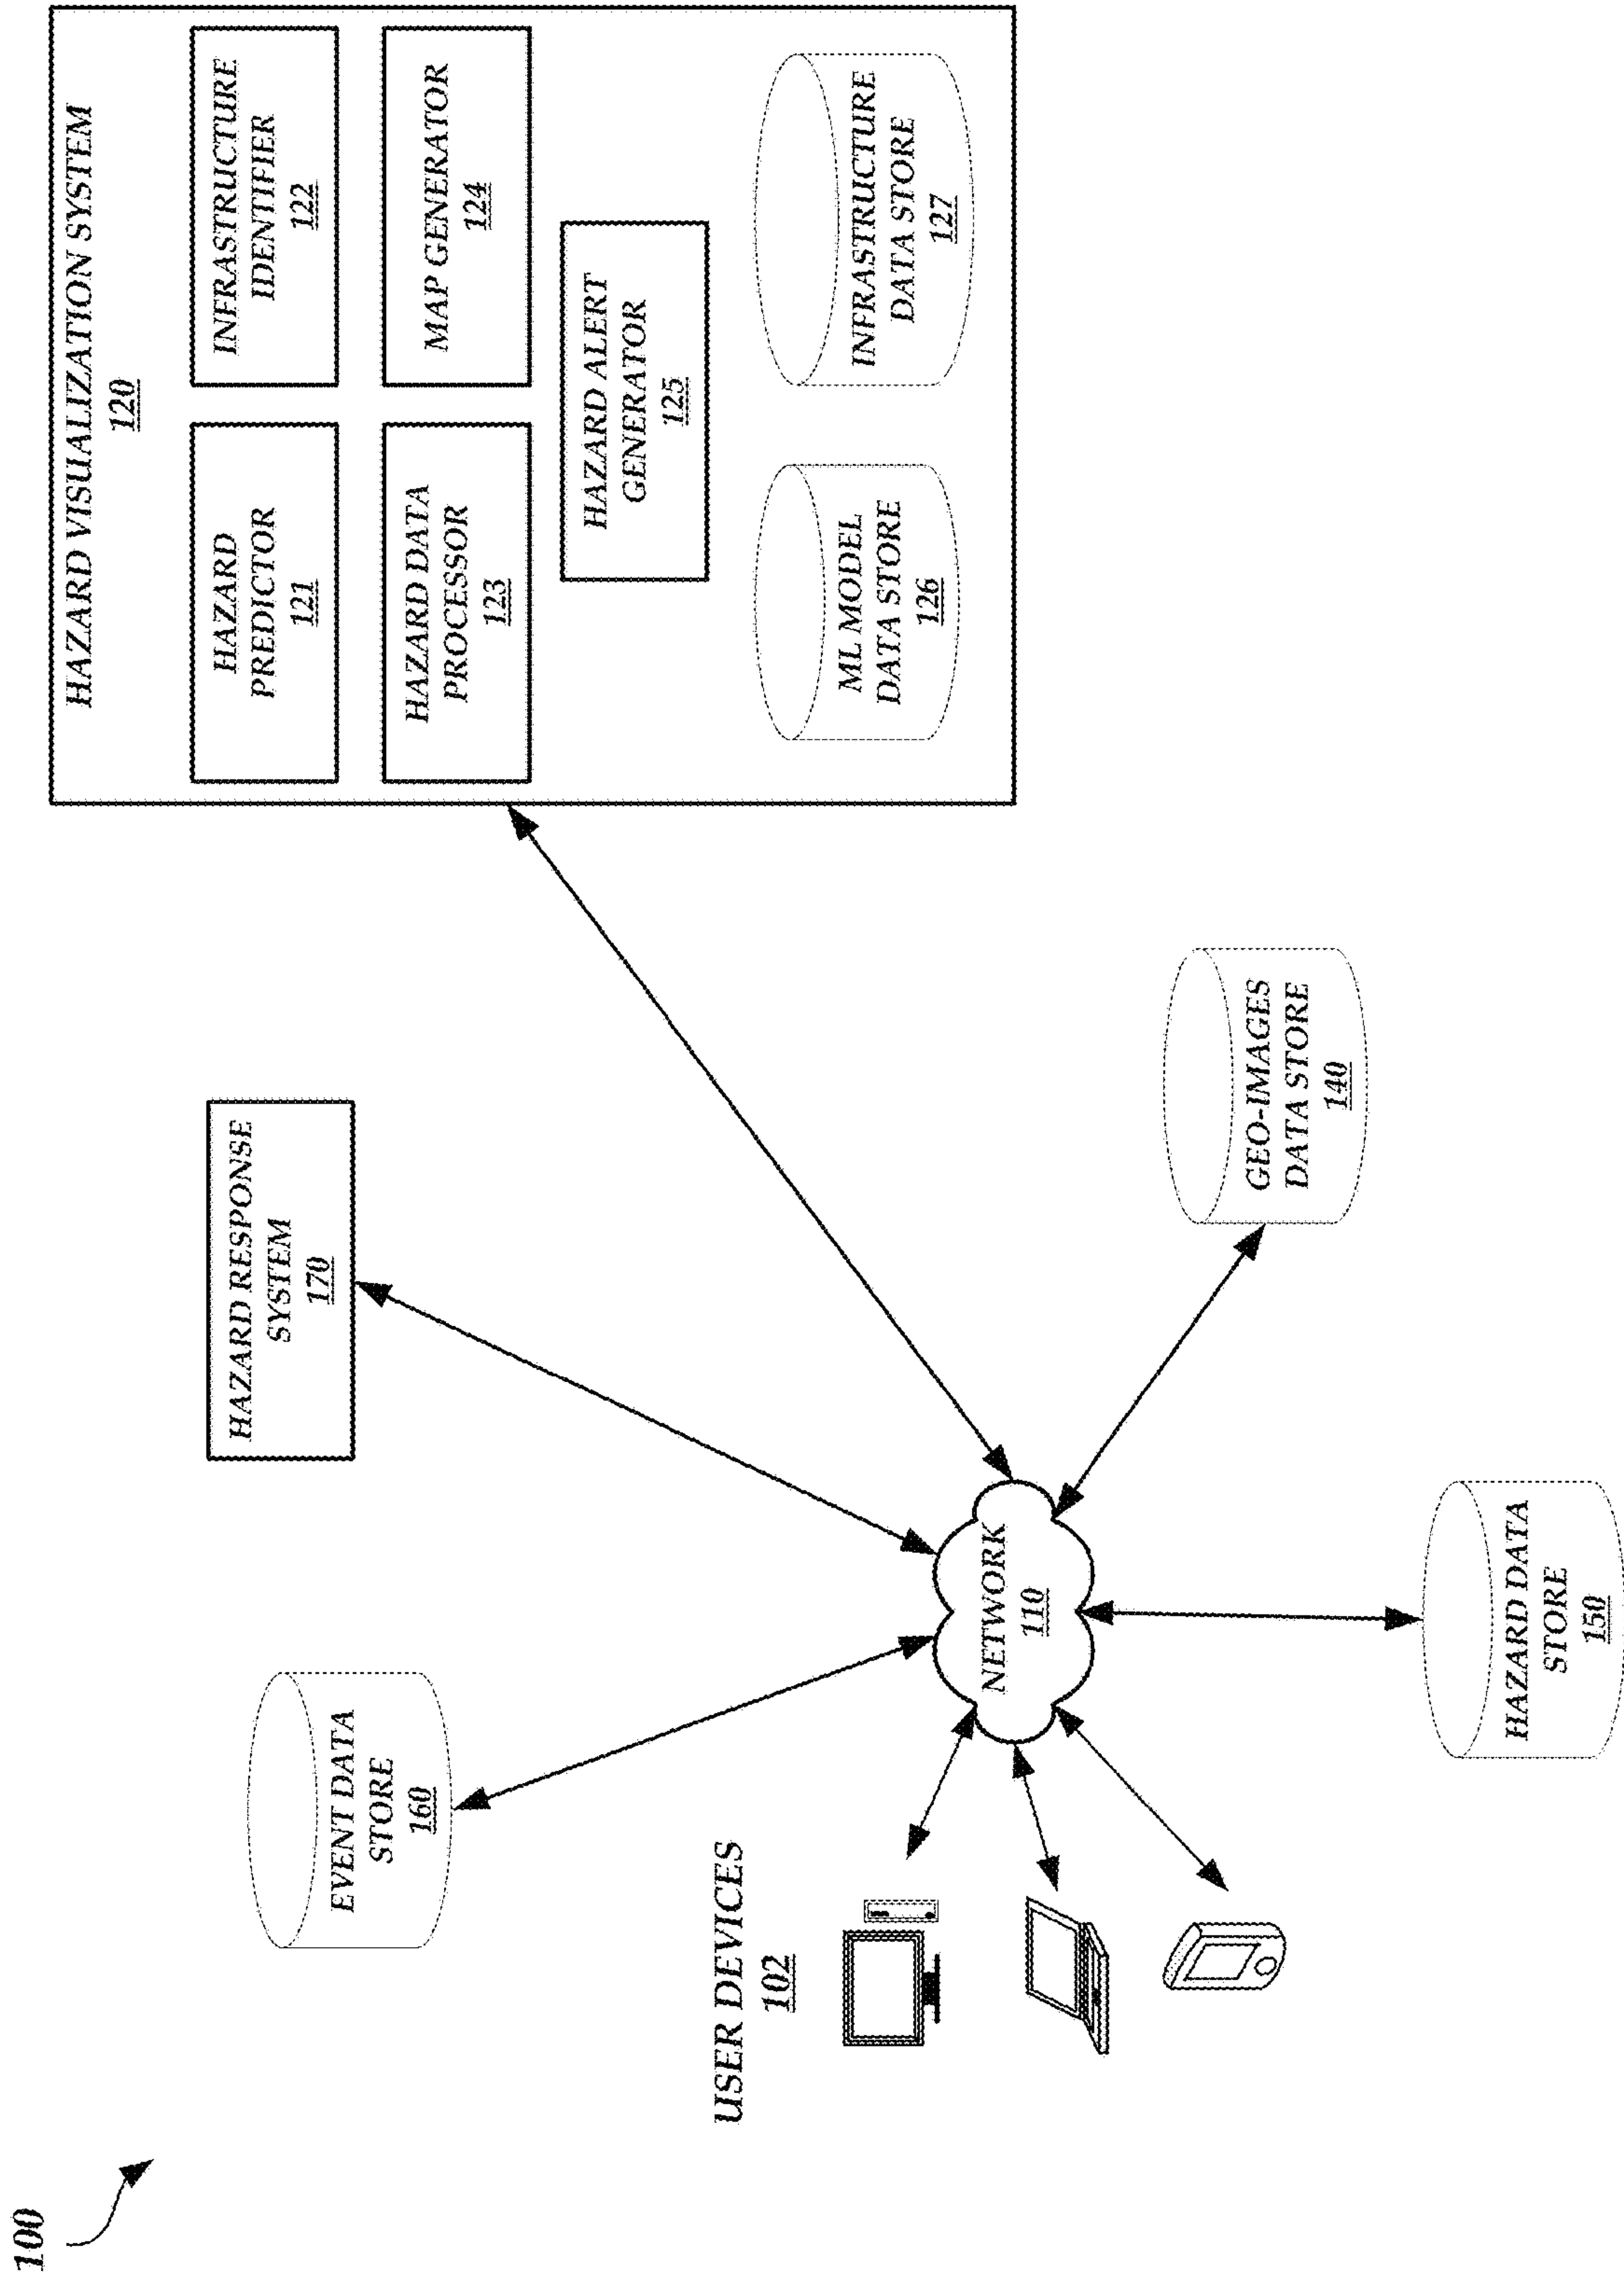 100
EVENT DATA
STORE
160
HAZARD RESPONSE
SYSTEM
170
HAZARD VISUALIZATION SYSTEM
120
HAZARD
PREDICTOR
121
INFRASTRUCTURE
IDENTIFIER
122
HAZARD DATA
PROCESSOR
123
MAP GENERATOR
124
HAZARD ALERT
GENERATOR
125
ML MODEL
DATA STORE
126
INFRASTRUCTURE
DATA STORE
127
USER DEVICES
102
NETWORK
110
GEO-IMAGES
DATA STORE
140
HAZARD DATA
STORE
150